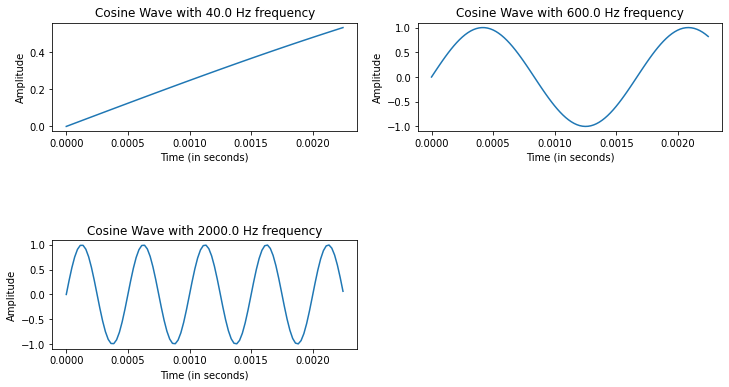 Cosine Wave with 40.0 Hz frequency
Amplitude
0.4
0.2
0.0
0.0000 0.0005 0.0010 0.0015 0.0020
Time (in seconds)
Cosine Wave with 600.0 Hz frequency
Amplitude
1.0
0.5
0.0
−0.5
−1.0
0.0000 0.0005 0.0010 0.0015 0.0020
Time (in seconds)
Cosine Wave with 2000.0 Hz frequency
Amplitude
1.0
0.5
0.0
−0.5
−1.0
0.0000 0.0005 0.0010 0.0015 0.0020
Time (in seconds)